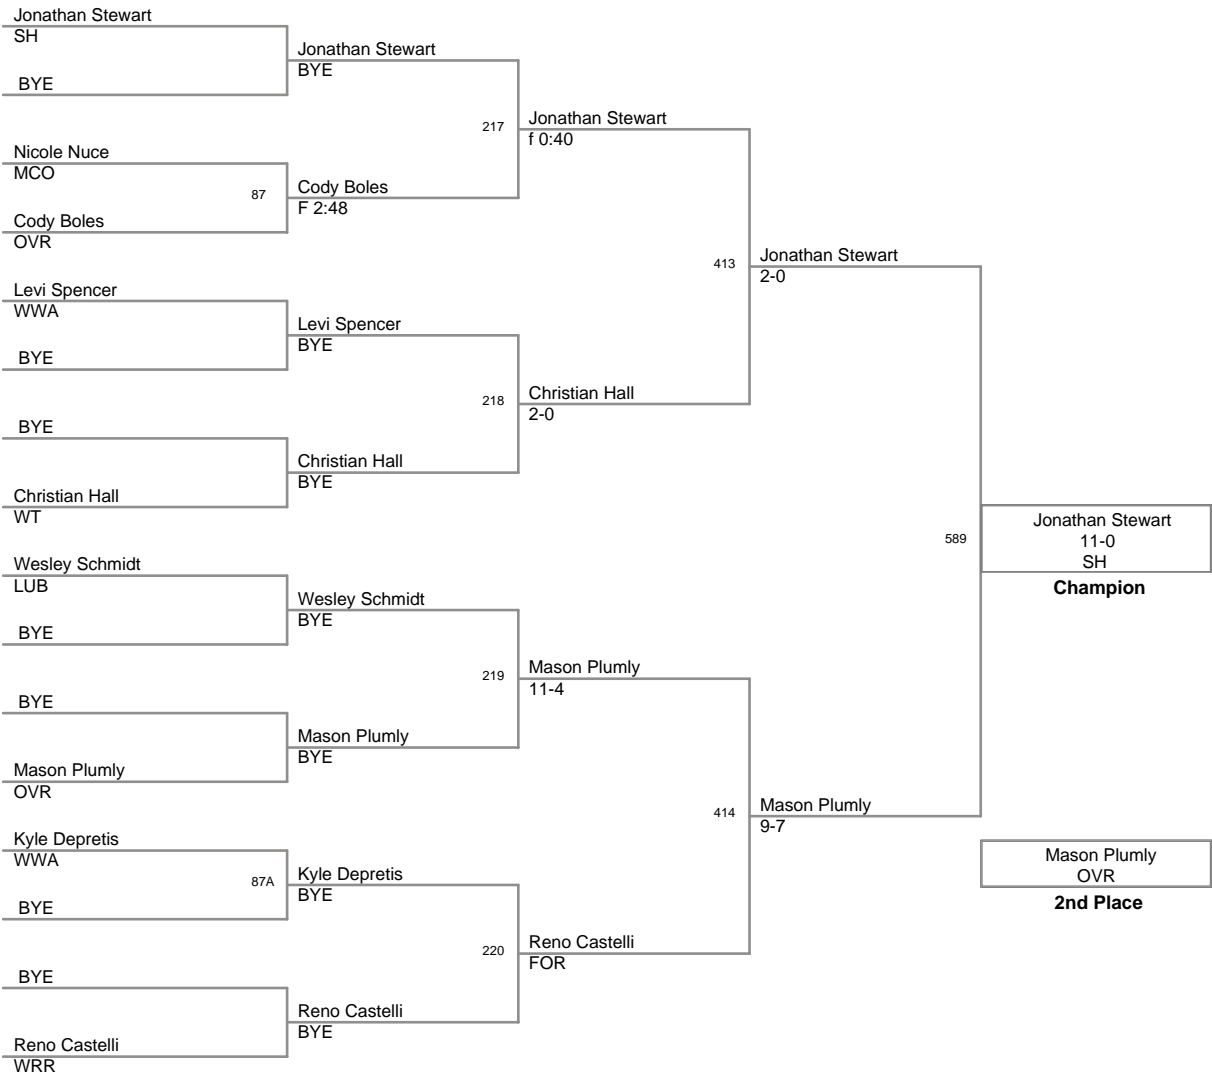 Jonathan Stewart
SH
BYE
Jonathan Stewart
BYE
Nicole Nuce
MCO
Cody Boles
OVR
87
Cody Boles
F 2:48
217
Jonathan Stewart
f 0:40
Levi Spencer
WWA
BYE
Levi Spencer
BYE
BYE
Christian Hall
WT
Christian Hall
BYE
218
Christian Hall
2-0
413
Jonathan Stewart
2-0
Wesley Schmidt
LUB
BYE
Wesley Schmidt
BYE
BYE
Mason Plumly
OVR
Mason Plumly
BYE
219
Mason Plumly
11-4
Kyle Depretis
WWA
BYE
87A
Kyle Depretis
BYE
BYE
Reno Castelli
WRR
Reno Castelli
BYE
220
Reno Castelli
FOR
414
Mason Plumly
9-7
589
Jonathan Stewart
11-0
SH
Champion
Mason Plumly
OVR
2nd Place